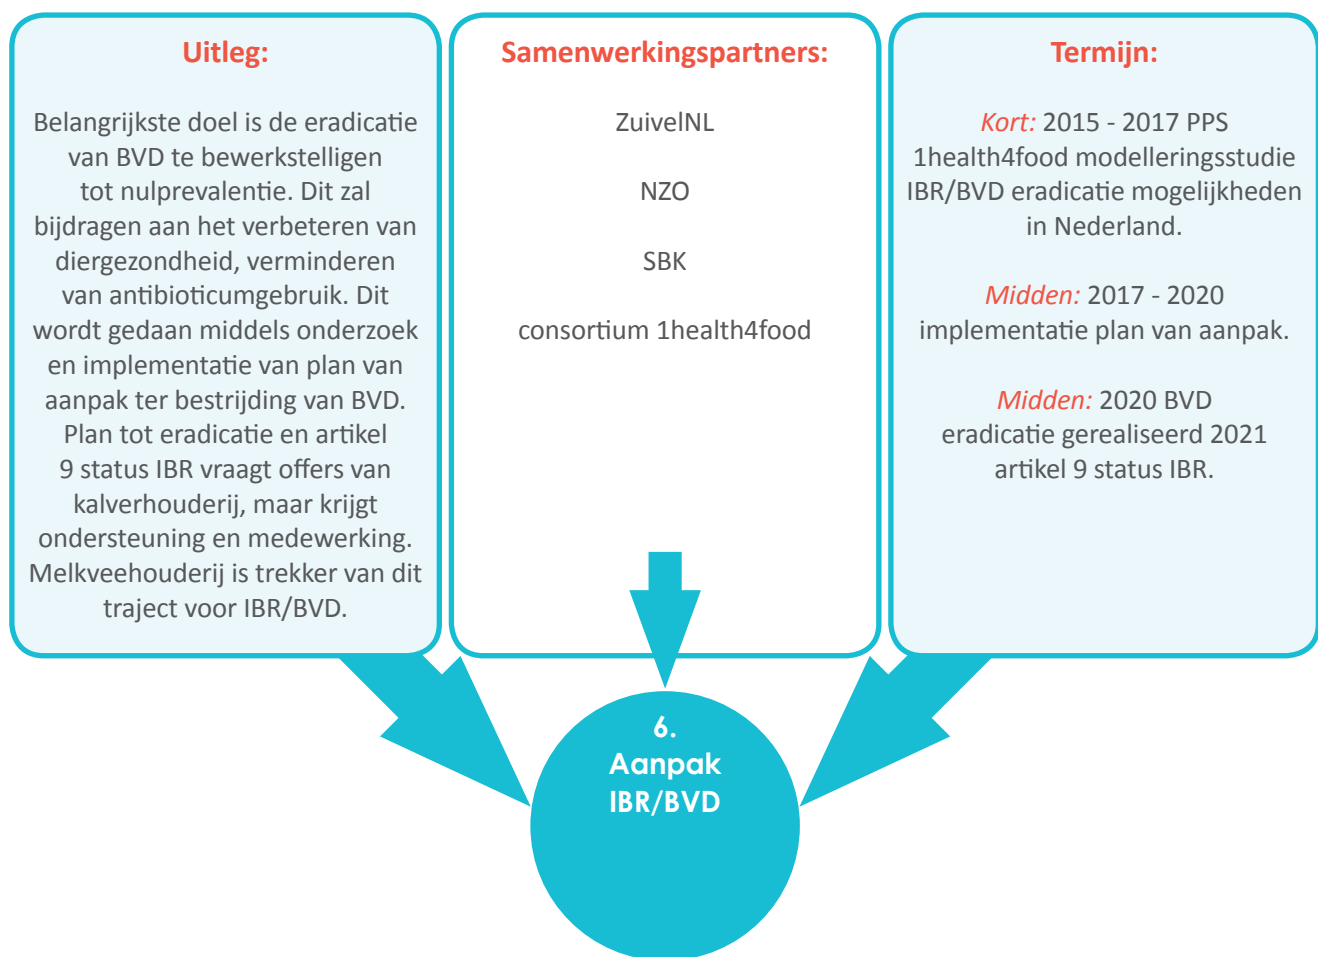 Uitleg:
Belangrijkste doel is de eradicatie
van BVD te bewerkstelligen
tot nulprevalentie. Dit zal
bijdragen aan het verbeteren van
diergezondheid, verminderen
van antibioticumgebruik. Dit
wordt gedaan middels onderzoek
en implementatie van plan van
aanpak ter bestrijding van BVD.
Plan tot eradicatie en artikel
9 status IBR vraagt offers van
kalverhouderij, maar krijgt
ondersteuning en medewerking.
Melkveehouderij is trekker van dit
traject voor IBR/BVD.
Samenwerkingspartners:
ZuivelNL
NZO
SBK
consortium 1health4food
Termijn:
Kort: 2015 - 2017 PPS
1health4food modelleringsstudie
IBR/BVD eradicatie mogelijkheden
in Nederland.
Midden: 2017 - 2020
implementatie plan van aanpak.
Midden: 2020 BVD
eradicatie gerealiseerd 2021
artikel 9 status IBR.
6.
Aanpak
IBR/BVD